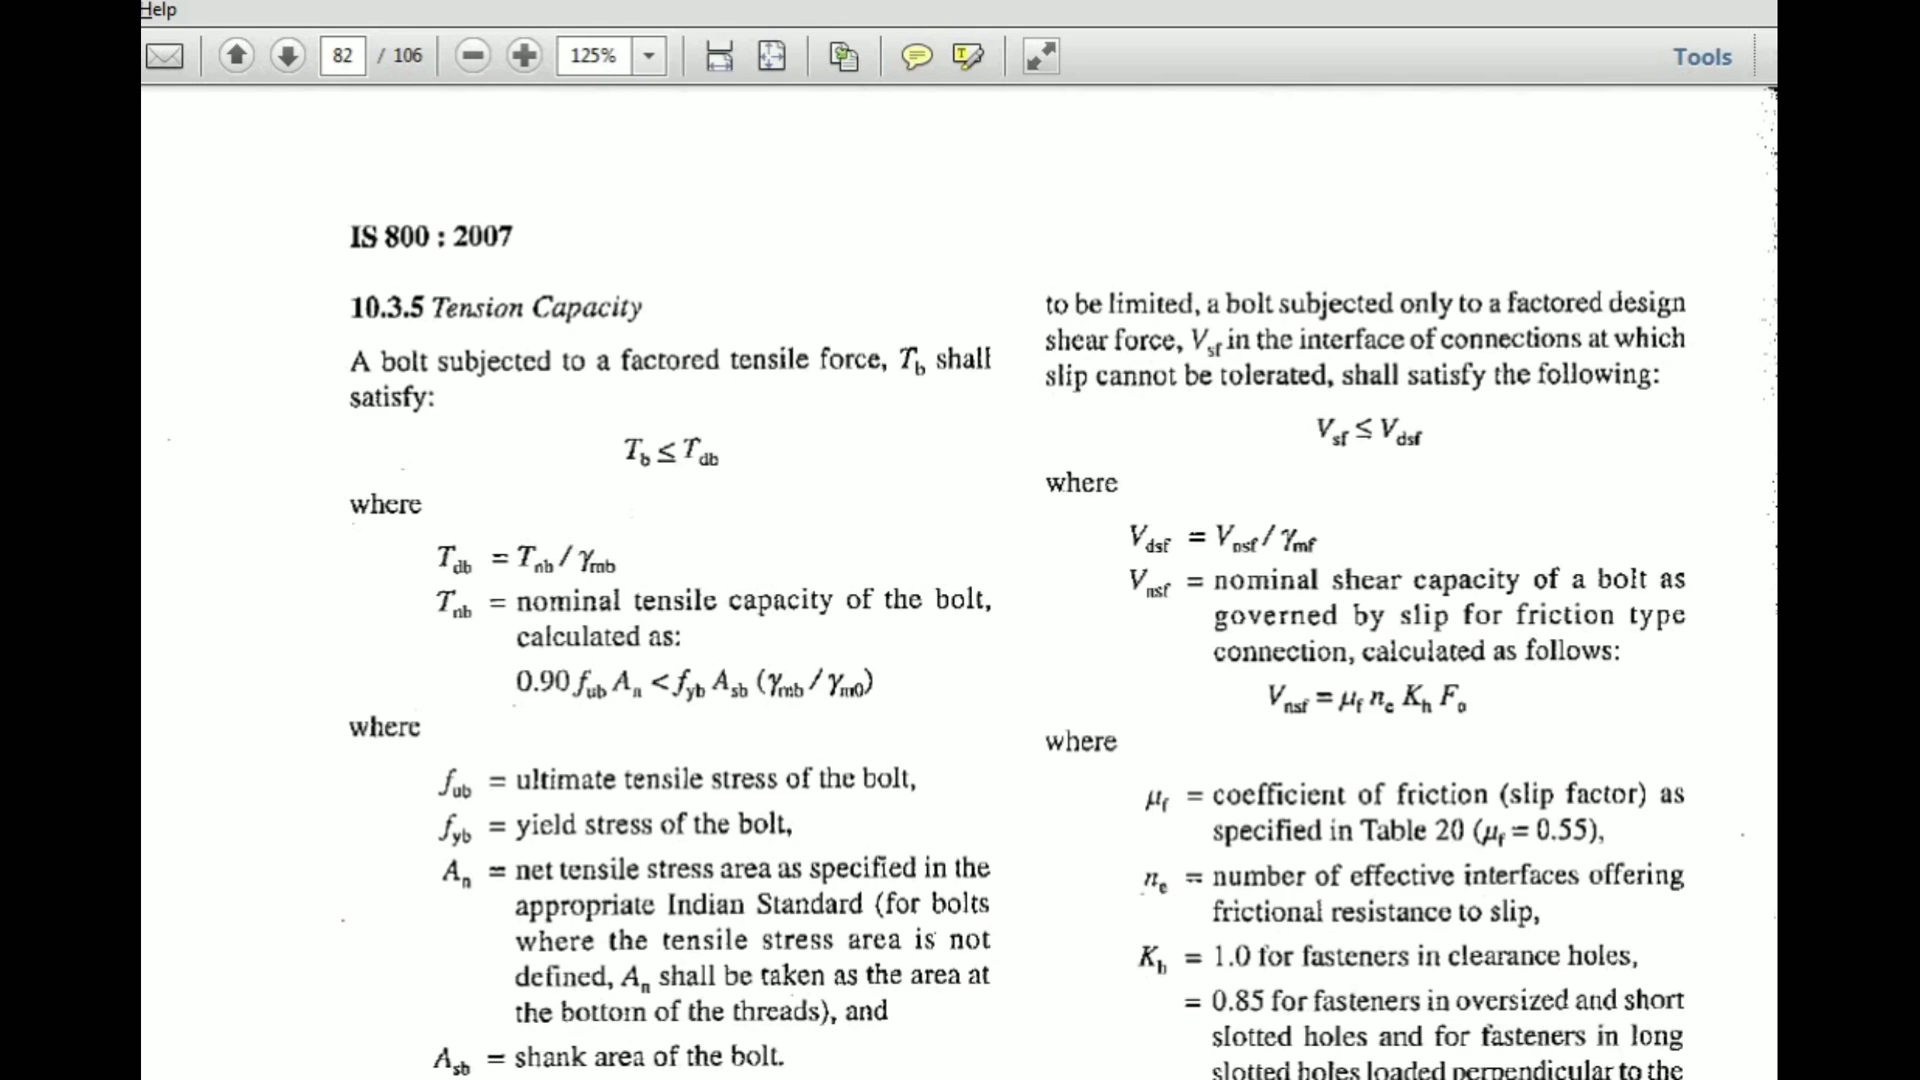 Help
82 / 106
125%
Tools
IS 800 : 2007
10.3.5 Tension Capacity
A bolt subjected to a factored tensile force, T_b shall
satisfy:
T_b ≤ T_db
where
T_db = T_nb / γ_mb
T_nb = nominal tensile capacity of the bolt,
calculated as:
0.90 f_ub A_n < f_yb A_sb (γ_mb / γ_m0)
where
f_ub = ultimate tensile stress of the bolt,
f_yb = yield stress of the bolt,
A_n = net tensile stress area as specified in the
appropriate Indian Standard (for bolts
where the tensile stress area is not
defined, A_n shall be taken as the area at
the bottom of the threads), and
A_sb = shank area of the bolt.
to be limited, a bolt subjected only to a factored design
shear force, V_sf in the interface of connections at which
slip cannot be tolerated, shall satisfy the following:
V_sf ≤ V_dsf
where
V_dsf = V_nsf / γ_mf
V_nsf = nominal shear capacity of a bolt as
governed by slip for friction type
connection, calculated as follows:
V_nsf = μ_f n_e K_h F_o
where
μ_f = coefficient of friction (slip factor) as
specified in Table 20 (μ_f = 0.55),
n_e = number of effective interfaces offering
frictional resistance to slip,
K_h = 1.0 for fasteners in clearance holes,
= 0.85 for fasteners in oversized and short
slotted holes and for fasteners in long
slotted holes loaded perpendicular to the